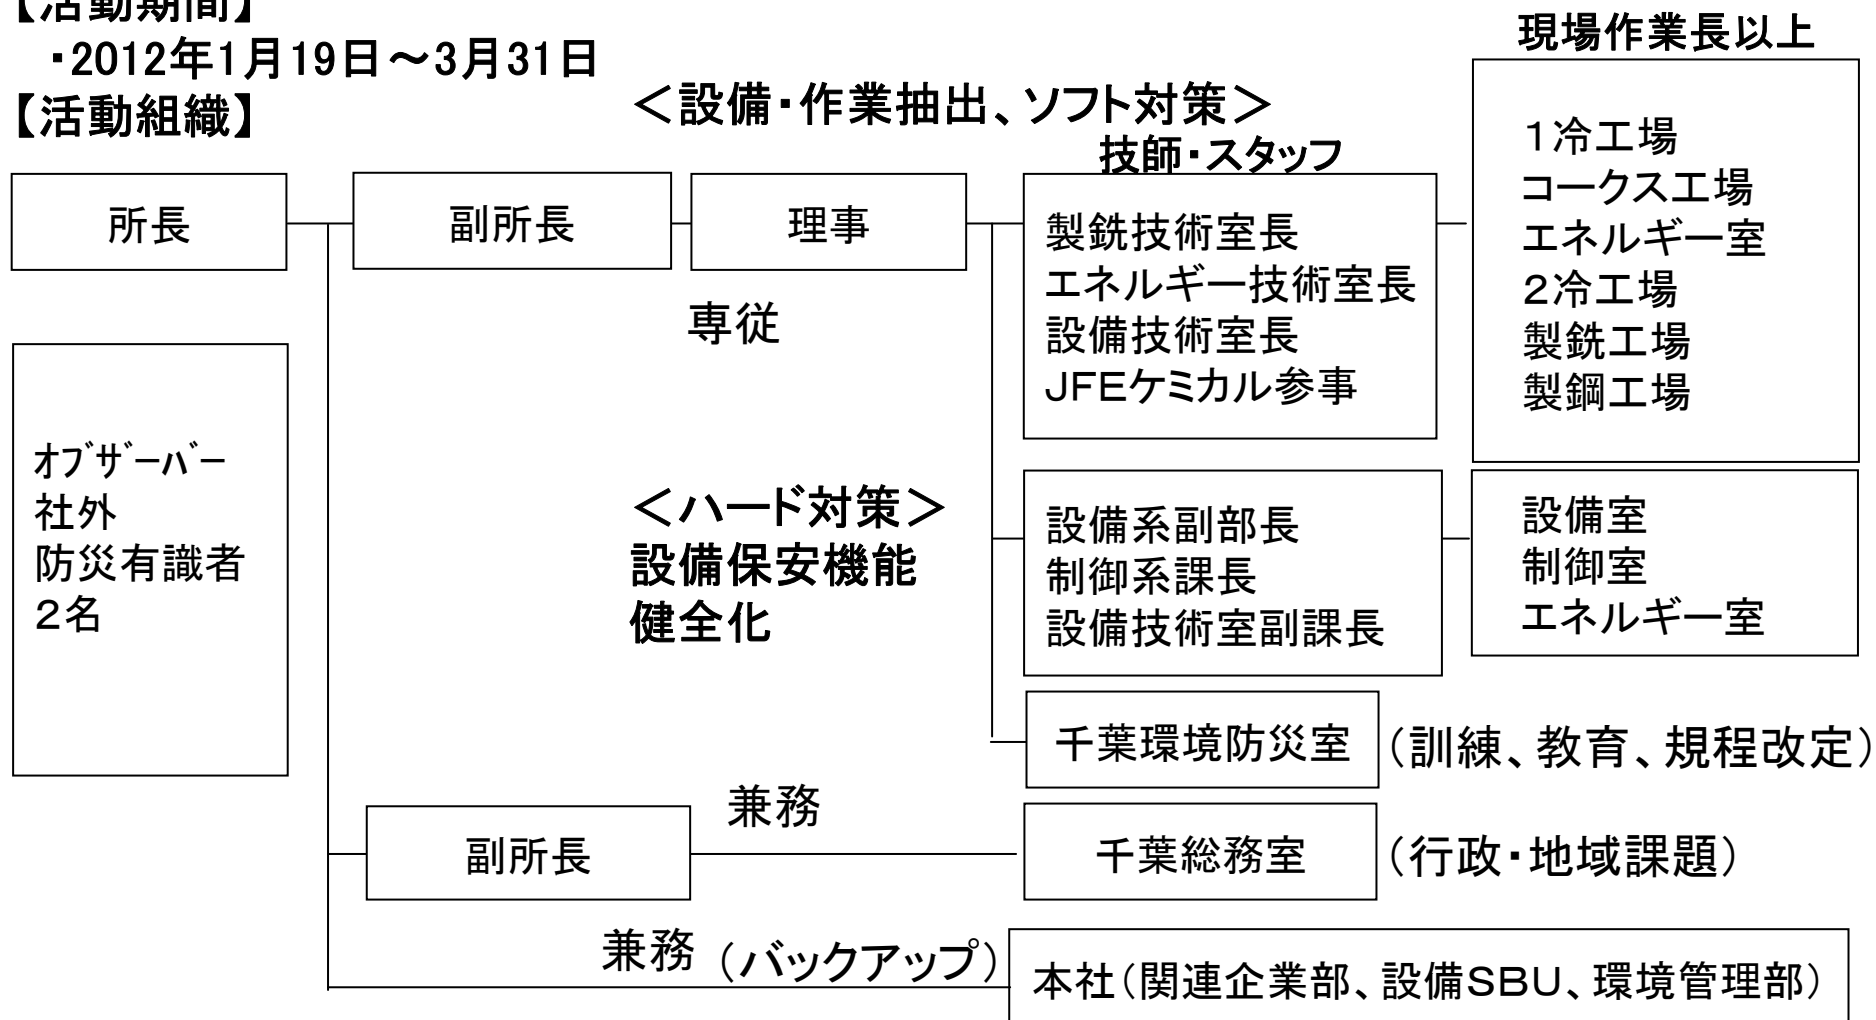 【活動期間】
・2012年1月19日～3月31日
【活動組織】
＜設備・作業抽出、ソフト対策＞
技師・スタッフ
現場作業長以上
所長
副所長
理事
専従
製銑技術室長
エネルギー技術室長
設備技術室長
JFEケミカル参事
１冷工場
コークス工場
エネルギー室
２冷工場
製銑工場
製鋼工場
ｵﾌﾞｻﾞｰﾊﾞｰ
社外
防災有識者
２名
＜ハード対策＞
設備保安機能
健全化
設備系副部長
制御系課長
設備技術室副課長
設備室
制御室
エネルギー室
千葉環境防災室
（訓練、教育、規程改定）
副所長
兼務
千葉総務室
（行政・地域課題）
兼務（バックアップ）
本社（関連企業部、設備SBU、環境管理部）